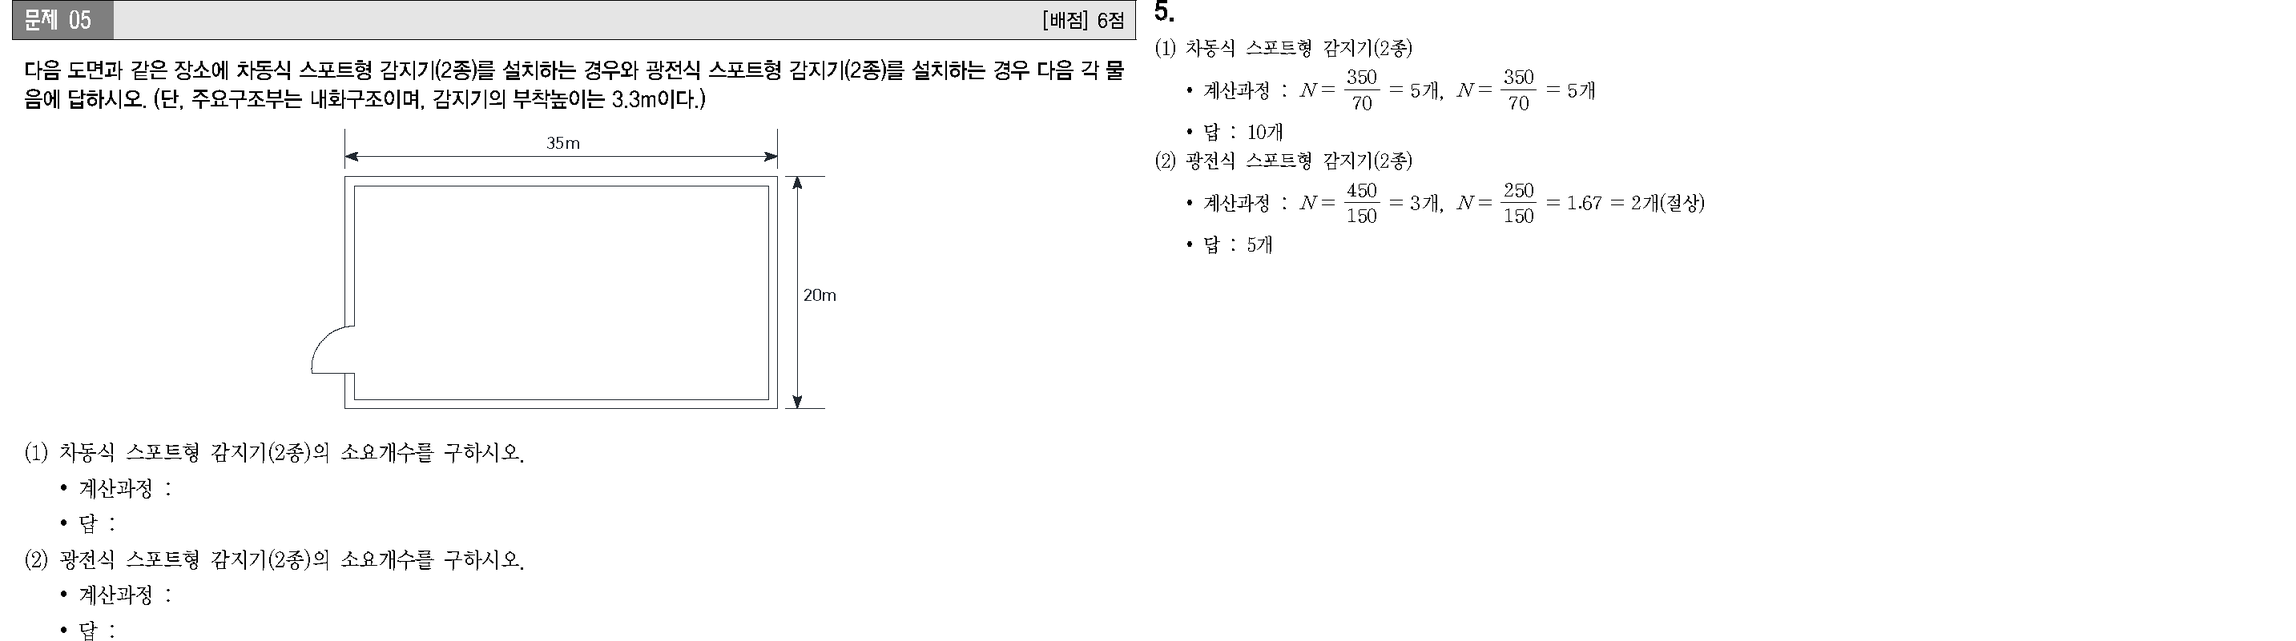 문제 05 [배점] 6점
다음 도면과 같은 장소에 차동식 스포트형 감지기(2종)를 설치하는 경우와 광전식 스포트형 감지기(2종)를 설치하는 경우 다음 각 물
음에 답하시오. (단, 주요구조부는 내화구조이며, 감지기의 부착높이는 3.3m이다.)
35m
20m
(1) 차동식 스포트형 감지기(2종)의 소요개수를 구하시오.
• 계산과정 :
• 답 :
(2) 광전식 스포트형 감지기(2종)의 소요개수를 구하시오.
• 계산과정 :
• 답 :
5.
(1) 차동식 스포트형 감지기(2종)
• 계산과정 : N = 350/70 = 5개, N = 350/70 = 5개
• 답 : 10개
(2) 광전식 스포트형 감지기(2종)
• 계산과정 : N = 450/150 = 3개, N = 250/150 = 1.67 = 2개(절상)
• 답 : 5개